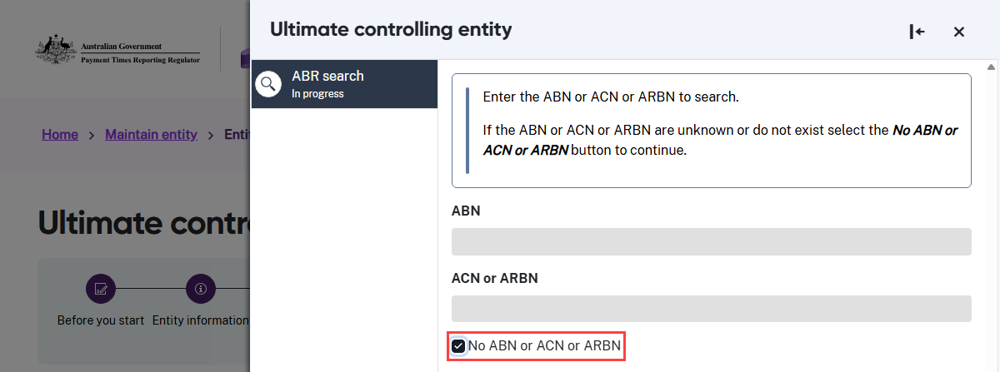 Australian Government
Payment Times Reporting Regulator
Home > Maintain entity > Enti
Ultimate contr
Before you start
Entity information
Ultimate controlling entity
ABR search
In progress
Enter the ABN or ACN or ARBN to search.
If the ABN or ACN or ARBN are unknown or do not exist select the No ABN or
ACN or ARBN button to continue.
ABN
ACN or ARBN
No ABN or ACN or ARBN